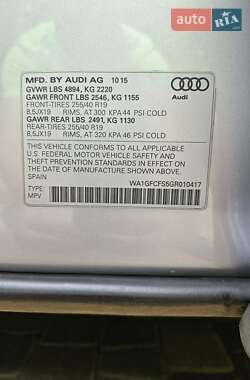 MFD. BY AUDI AG   10 15
GVWR LBS 4894, KG 2220
GAWR FRONT LBS 2546, KG 1155
FRONT-TIRES 255/40 R19
8,5JX19   RIMS, AT 300 KPA 44   PSI COLD
GAWR REAR LBS 2491, KG 1130
REAR-TIRES 255/40 R19
8,5JX19   RIMS, AT 320 KPA 46   PSI COLD
Audi
THIS VEHICLE CONFORMS TO ALL APPLICABLE
U.S. FEDERAL MOTOR VEHICLE SAFETY AND
THEFT PREVENTION STANDARDS IN EFFECT ON
THE DATE OF MANUFACTURE SHOWN ABOVE.
SPAIN
TYPE:   WA1GFCFS5GR010417
MPV